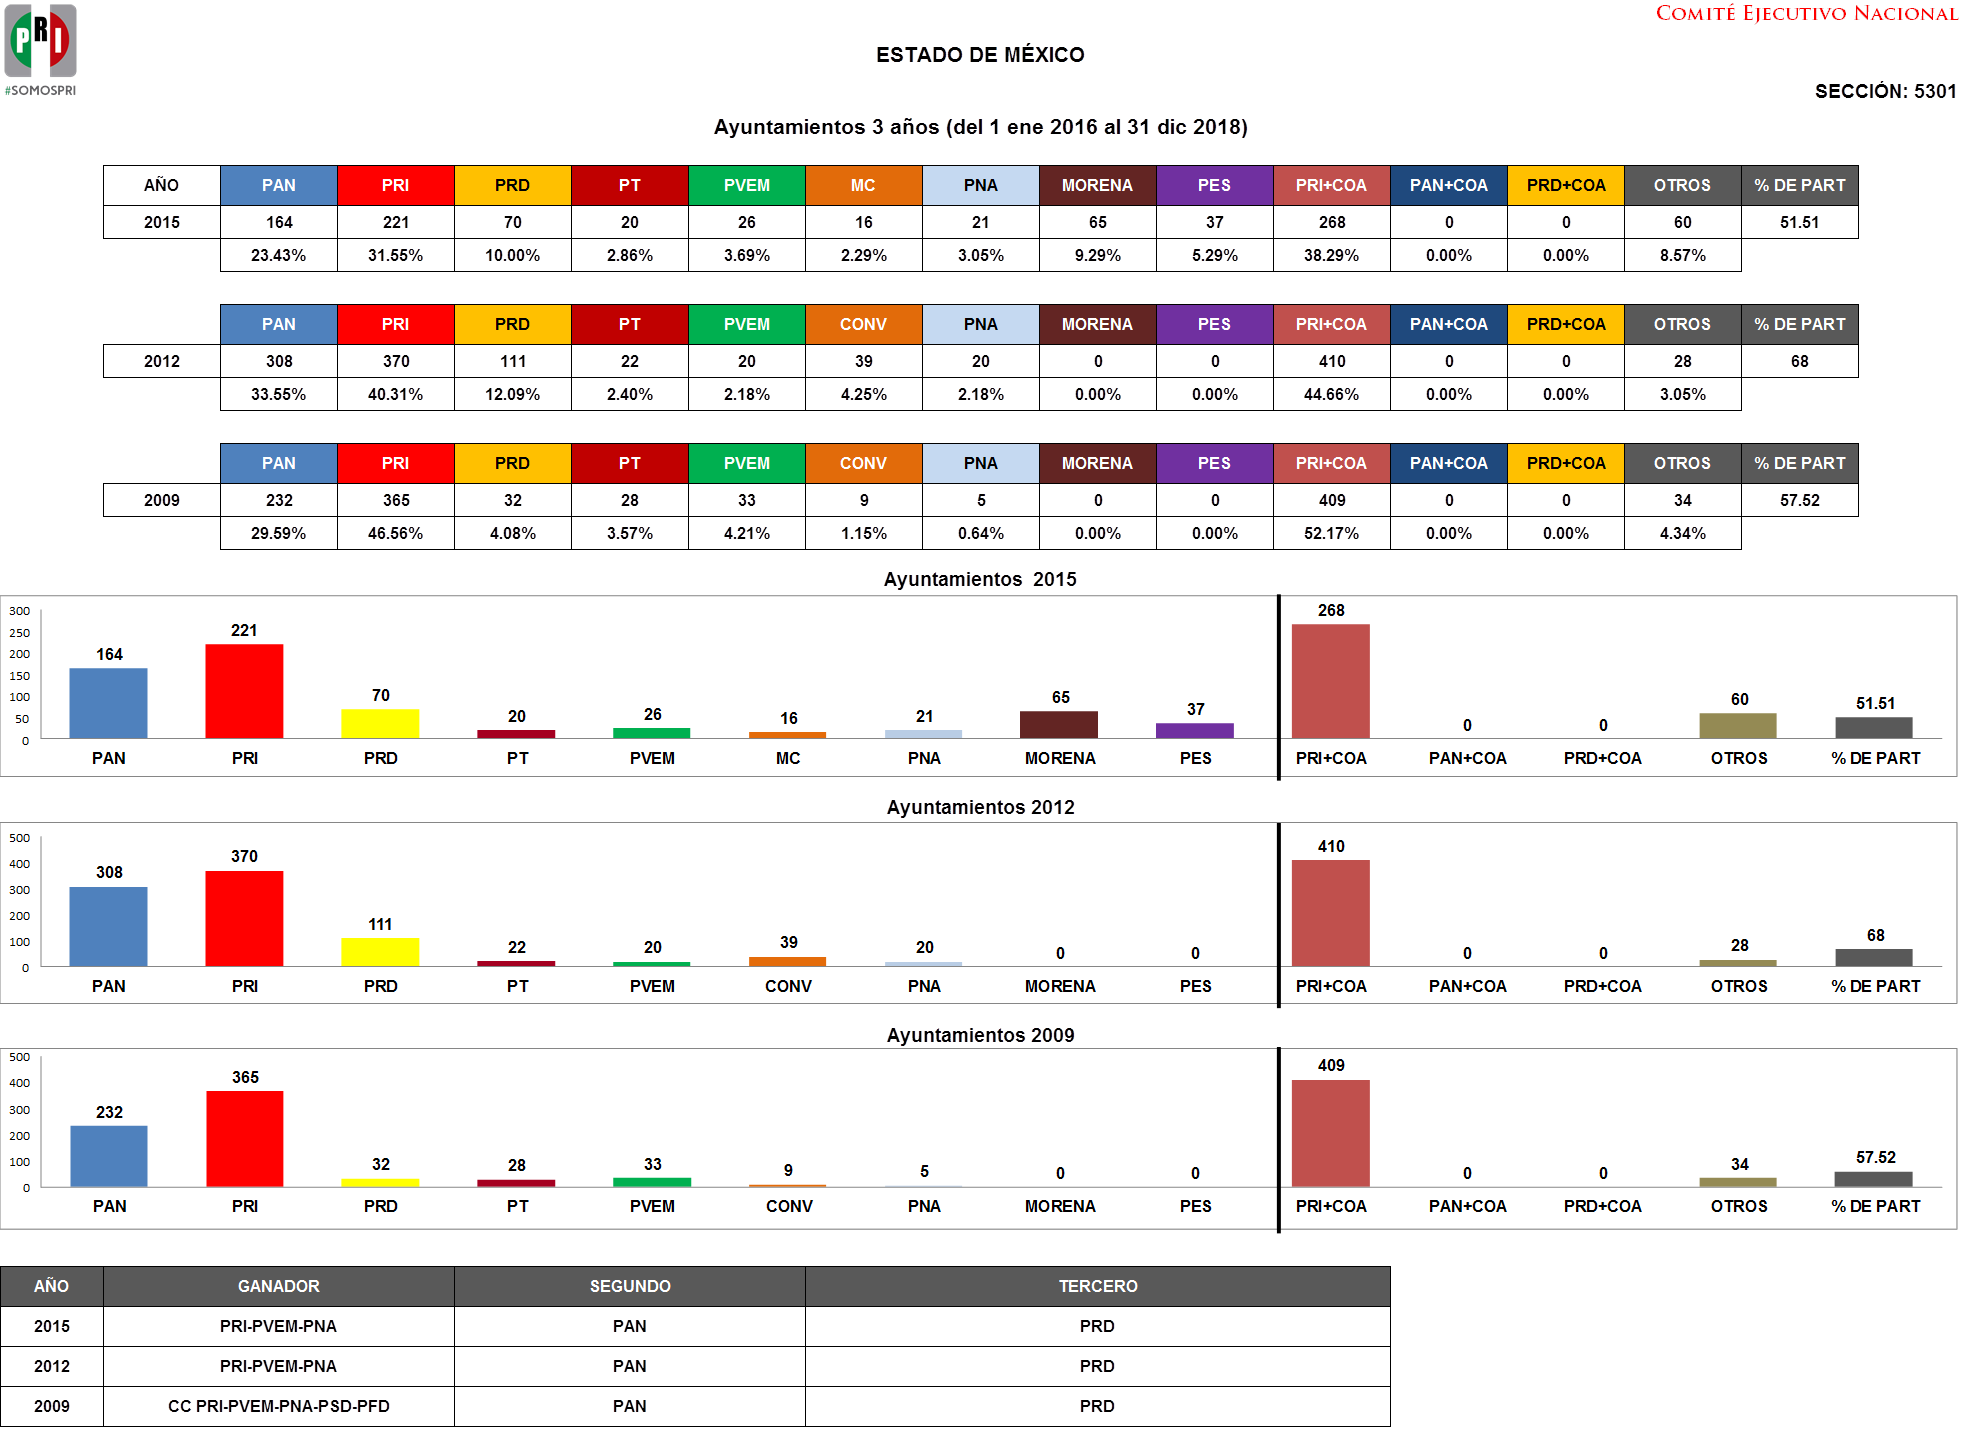 PRI
#SOMOSPRI
COMITÉ EJECUTIVO NACIONAL
ESTADO DE MÉXICO
SECCIÓN: 5301
Ayuntamientos 3 años (del 1 ene 2016 al 31 dic 2018)
AÑO PAN PRI PRD PT PVEM MC PNA MORENA PES PRI+COA PAN+COA PRD+COA OTROS % DE PART
2015 164 221 70 20 26 16 21 65 37 268 0 0 60 51.51
23.43% 31.55% 10.00% 2.86% 3.69% 2.29% 3.05% 9.29% 5.29% 38.29% 0.00% 0.00% 8.57%
PAN PRI PRD PT PVEM CONV PNA MORENA PES PRI+COA PAN+COA PRD+COA OTROS % DE PART
2012 308 370 111 22 20 39 20 0 0 410 0 0 28 68
33.55% 40.31% 12.09% 2.40% 2.18% 4.25% 2.18% 0.00% 0.00% 44.66% 0.00% 0.00% 3.05%
PAN PRI PRD PT PVEM CONV PNA MORENA PES PRI+COA PAN+COA PRD+COA OTROS % DE PART
2009 232 365 32 28 33 9 5 0 0 409 0 0 34 57.52
29.59% 46.56% 4.08% 3.57% 4.21% 1.15% 0.64% 0.00% 0.00% 52.17% 0.00% 0.00% 4.34%
Ayuntamientos 2015
300
250
200
150
100
50
0
164 221 70 20 26 16 21 65 37 268 0 0 60 51.51
PAN PRI PRD PT PVEM MC PNA MORENA PES PRI+COA PAN+COA PRD+COA OTROS % DE PART
Ayuntamientos 2012
500
400
300
200
100
0
308 370 111 22 20 39 20 0 0 410 0 0 28 68
PAN PRI PRD PT PVEM CONV PNA MORENA PES PRI+COA PAN+COA PRD+COA OTROS % DE PART
Ayuntamientos 2009
500
400
300
200
100
0
232 365 32 28 33 9 5 0 0 409 0 0 34 57.52
PAN PRI PRD PT PVEM CONV PNA MORENA PES PRI+COA PAN+COA PRD+COA OTROS % DE PART
AÑO GANADOR SEGUNDO TERCERO
2015 PRI-PVEM-PNA PAN PRD
2012 PRI-PVEM-PNA PAN PRD
2009 CC PRI-PVEM-PNA-PSD-PFD PAN PRD